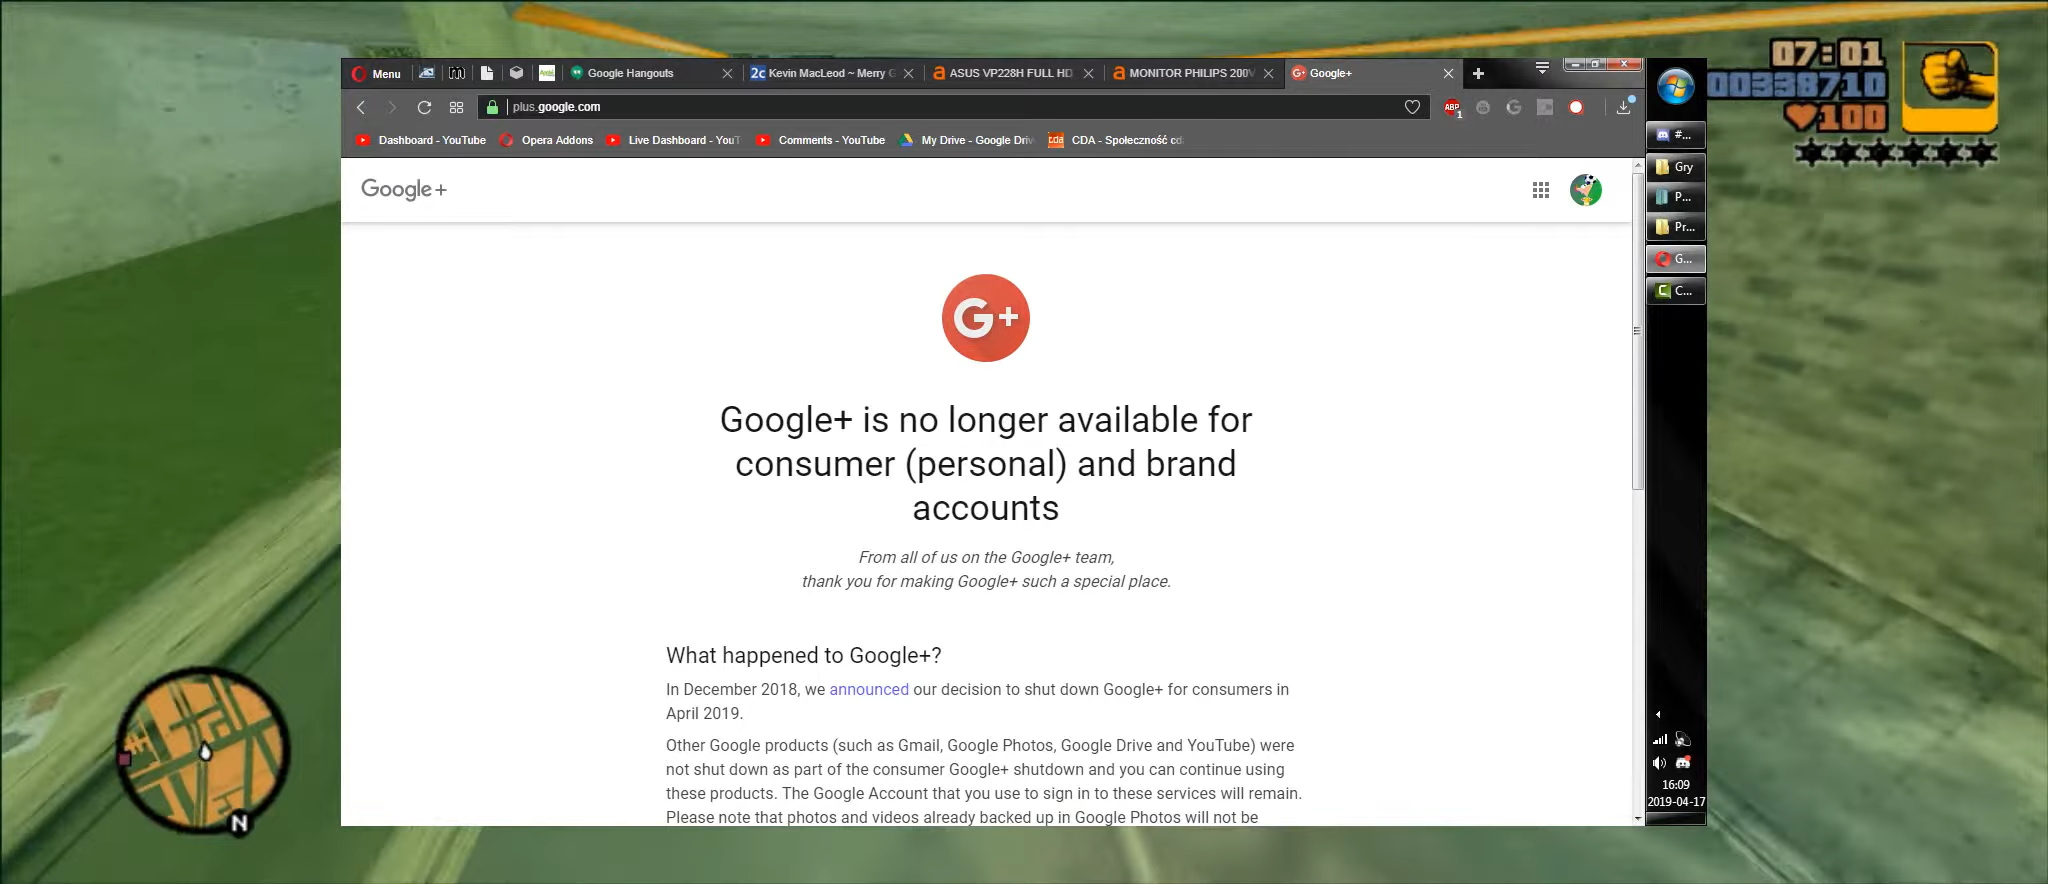 07:01
00338710
100
Menu
Google Hangouts
2c Kevin MacLeod ~ Merry G
ASUS VP228H FULL HD
MONITOR PHILIPS 200V
G+ Google+
plus.google.com
ABP
1
Dashboard - YouTube
Opera Addons
Live Dashboard - YouT
Comments - YouTube
My Drive - Google Driv
cda CDA - Społeczność cd
Google+
G+
Google+ is no longer available for
consumer (personal) and brand
accounts
From all of us on the Google+ team,
thank you for making Google+ such a special place.
What happened to Google+?
In December 2018, we announced our decision to shut down Google+ for consumers in
April 2019.
Other Google products (such as Gmail, Google Photos, Google Drive and YouTube) were
not shut down as part of the consumer Google+ shutdown and you can continue using
these products. The Google Account that you use to sign in to these services will remain.
Please note that photos and videos already backed up in Google Photos will not be
#...
Gry
P...
Pr...
G...
C...
16:09
2019-04-17
N